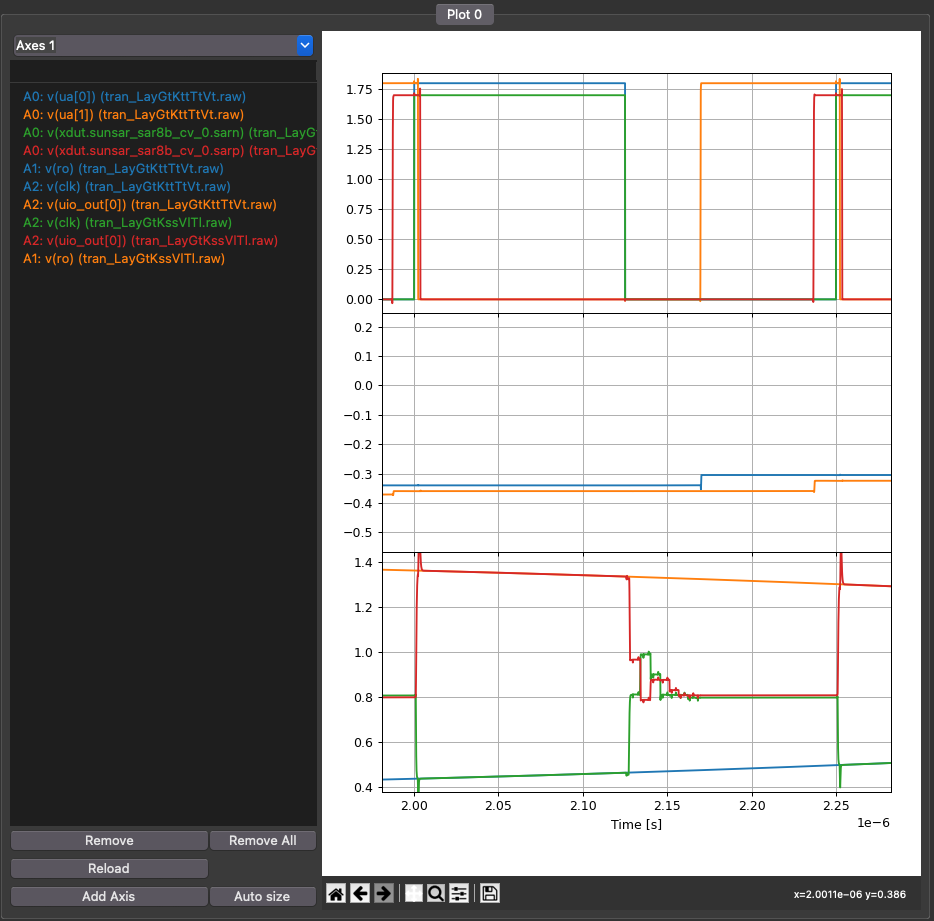 Plot 0
Axes 1
A0: v(ua[0]) (tran_LayGtKttTtVt.raw)
A0: v(ua[1]) (tran_LayGtKttTtVt.raw)
A0: v(xdut.sunsar_sar8b_cv_0.sarn) (tran_LayG
A0: v(xdut.sunsar_sar8b_cv_0.sarp) (tran_LayG
A1: v(ro) (tran_LayGtKttTtVt.raw)
A2: v(clk) (tran_LayGtKttTtVt.raw)
A2: v(uio_out[0]) (tran_LayGtKttTtVt.raw)
A2: v(clk) (tran_LayGtKssVlTl.raw)
A2: v(uio_out[0]) (tran_LayGtKssVlTl.raw)
A1: v(ro) (tran_LayGtKssVlTl.raw)
Remove
Remove All
Reload
Add Axis
Auto size
1.75
1.50
1.25
1.00
0.75
0.50
0.25
0.00
0.2
0.1
0.0
−0.1
−0.2
−0.3
−0.4
−0.5
1.4
1.2
1.0
0.8
0.6
0.4
2.00 2.05 2.10 2.15 2.20 2.25
Time [s]
1e−6
x=2.0011e−06 y=0.386